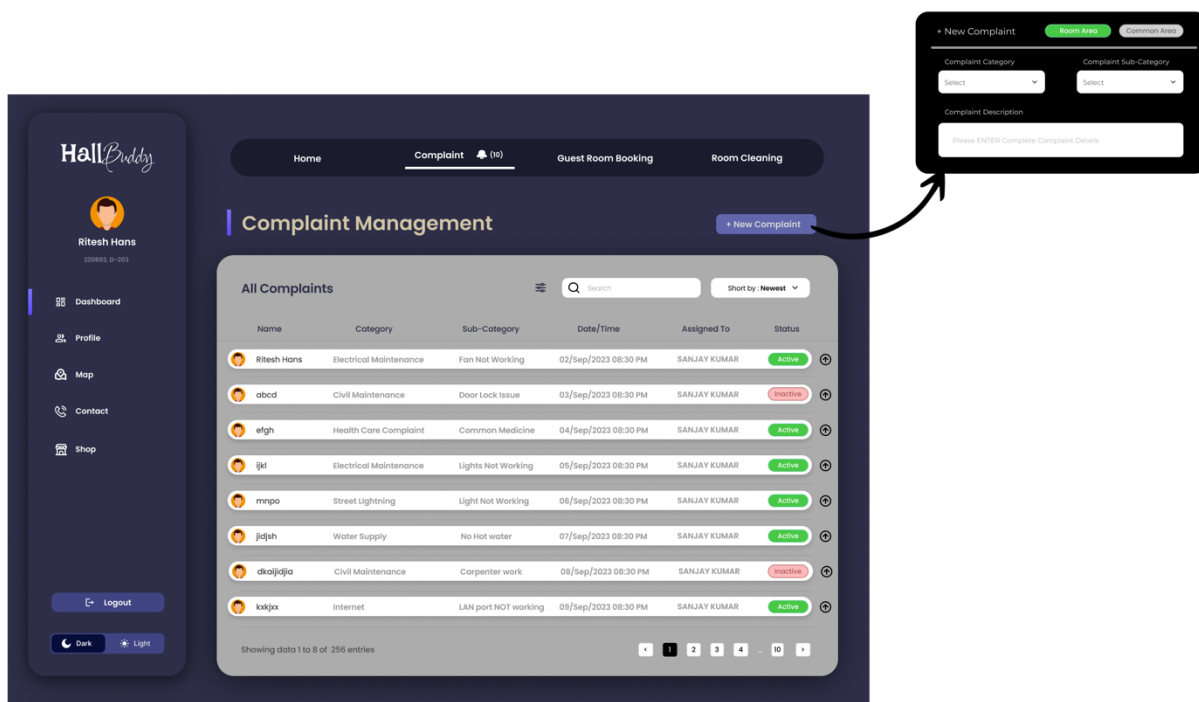 + New Complaint Room Area Common Area
Complaint Category Complaint Sub-Category
Select Select
Complaint Description
Please ENTER Complete Complaint Details
HallBuddy
Ritesh Hans
220893, D-203
Dashboard
Profile
Map
Contact
Shop
Logout
Dark Light
Home Complaint (10) Guest Room Booking Room Cleaning
Complaint Management + New Complaint
All Complaints Search Short by : Newest
Name Category Sub-Category Date/Time Assigned To Status
Ritesh Hans Electrical Maintenance Fan Not Working 02/Sep/2023 08:30 PM SANJAY KUMAR Active
abcd Civil Maintenance Door Lock Issue 03/Sep/2023 08:30 PM SANJAY KUMAR Inactive
efgh Health Care Complaint Common Medicine 04/Sep/2023 08:30 PM SANJAY KUMAR Active
ijkl Electrical Maintenance Lights Not Working 05/Sep/2023 08:30 PM SANJAY KUMAR Active
mnpo Street Lightning Light Not Working 06/Sep/2023 08:30 PM SANJAY KUMAR Active
jidjsh Water Supply No Hot water 07/Sep/2023 08:30 PM SANJAY KUMAR Active
dkaijidjia Civil Maintenance Carpenter work 08/Sep/2023 08:30 PM SANJAY KUMAR Inactive
kxkjxx Internet LAN port NOT working 09/Sep/2023 08:30 PM SANJAY KUMAR Active
Showing data 1 to 8 of 256 entries < 1 2 3 4 ... 10 >